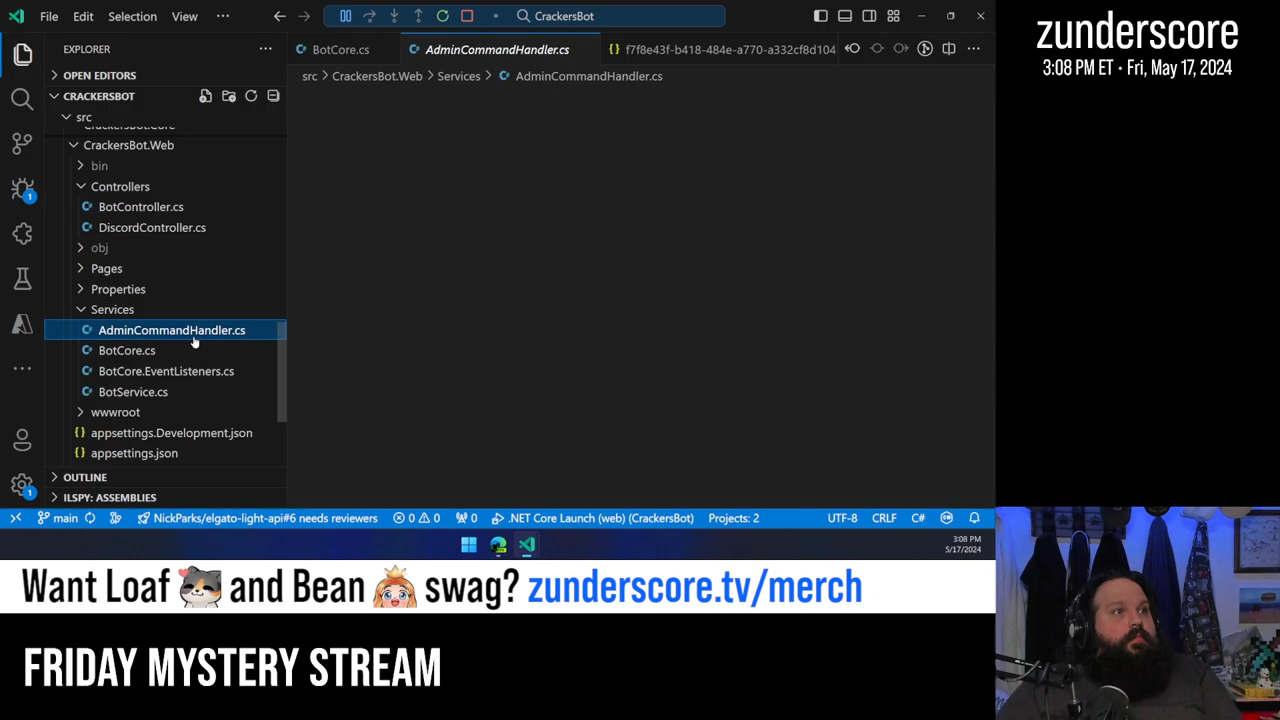 File Edit Selection View ··· CrackersBot
zunderscore
3:08 PM ET • Fri, May 17, 2024
EXPLORER ···
BotCore.cs AdminCommandHandler.cs f7f8e43f-b418-484e-a770-a332cf8d104
OPEN EDITORS
src > CrackersBot.Web > Services > AdminCommandHandler.cs
CRACKERSBOT
src
CrackersBot.Core
CrackersBot.Web
bin
Controllers
BotController.cs
DiscordController.cs
obj
Pages
Properties
Services
AdminCommandHandler.cs
BotCore.cs
BotCore.EventListeners.cs
BotService.cs
wwwroot
appsettings.Development.json
appsettings.json
OUTLINE
ILSPY: ASSEMBLIES
1
1
main NickParks/elgato-light-api#6 needs reviewers 0 0 0 .NET Core Launch (web) (CrackersBot) Projects: 2 UTF-8 CRLF C#
3:08 PM
5/17/2024
Want Loaf and Bean swag? zunderscore.tv/merch
FRIDAY MYSTERY STREAM